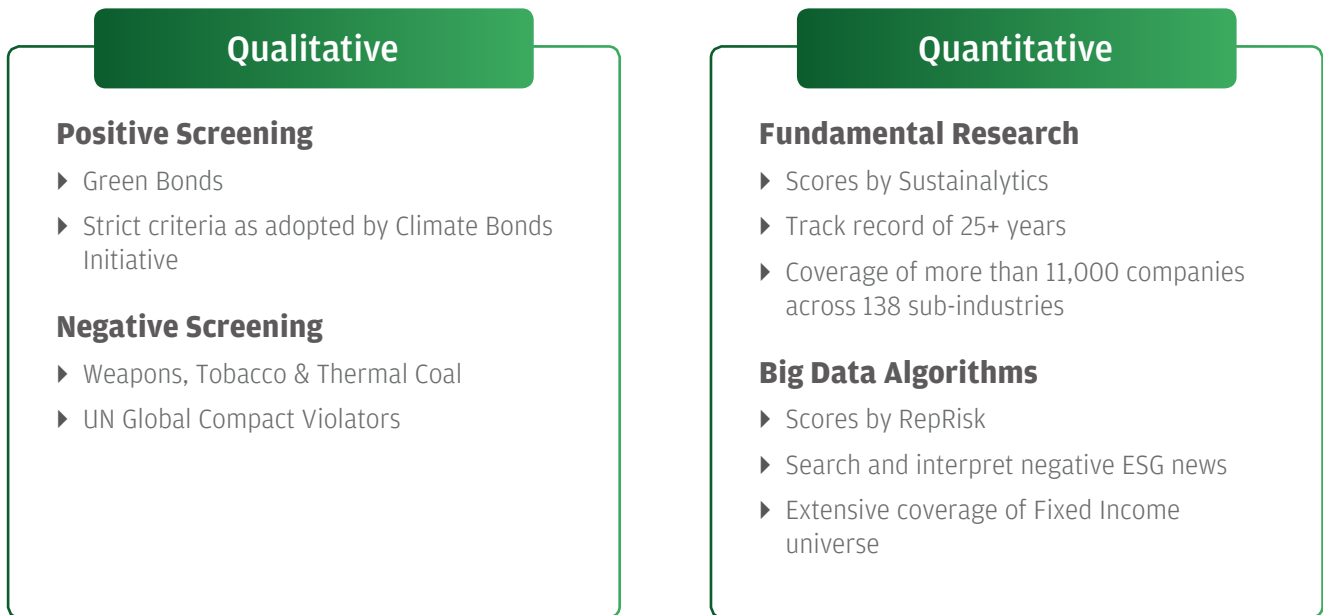 Qualitative
Positive Screening
Green Bonds
Strict criteria as adopted by Climate Bonds
Initiative
Negative Screening
Weapons, Tobacco & Thermal Coal
UN Global Compact Violators
Quantitative
Fundamental Research
Scores by Sustainalytics
Track record of 25+ years
Coverage of more than 11,000 companies
across 138 sub-industries
Big Data Algorithms
Scores by RepRisk
Search and interpret negative ESG news
Extensive coverage of Fixed Income
universe